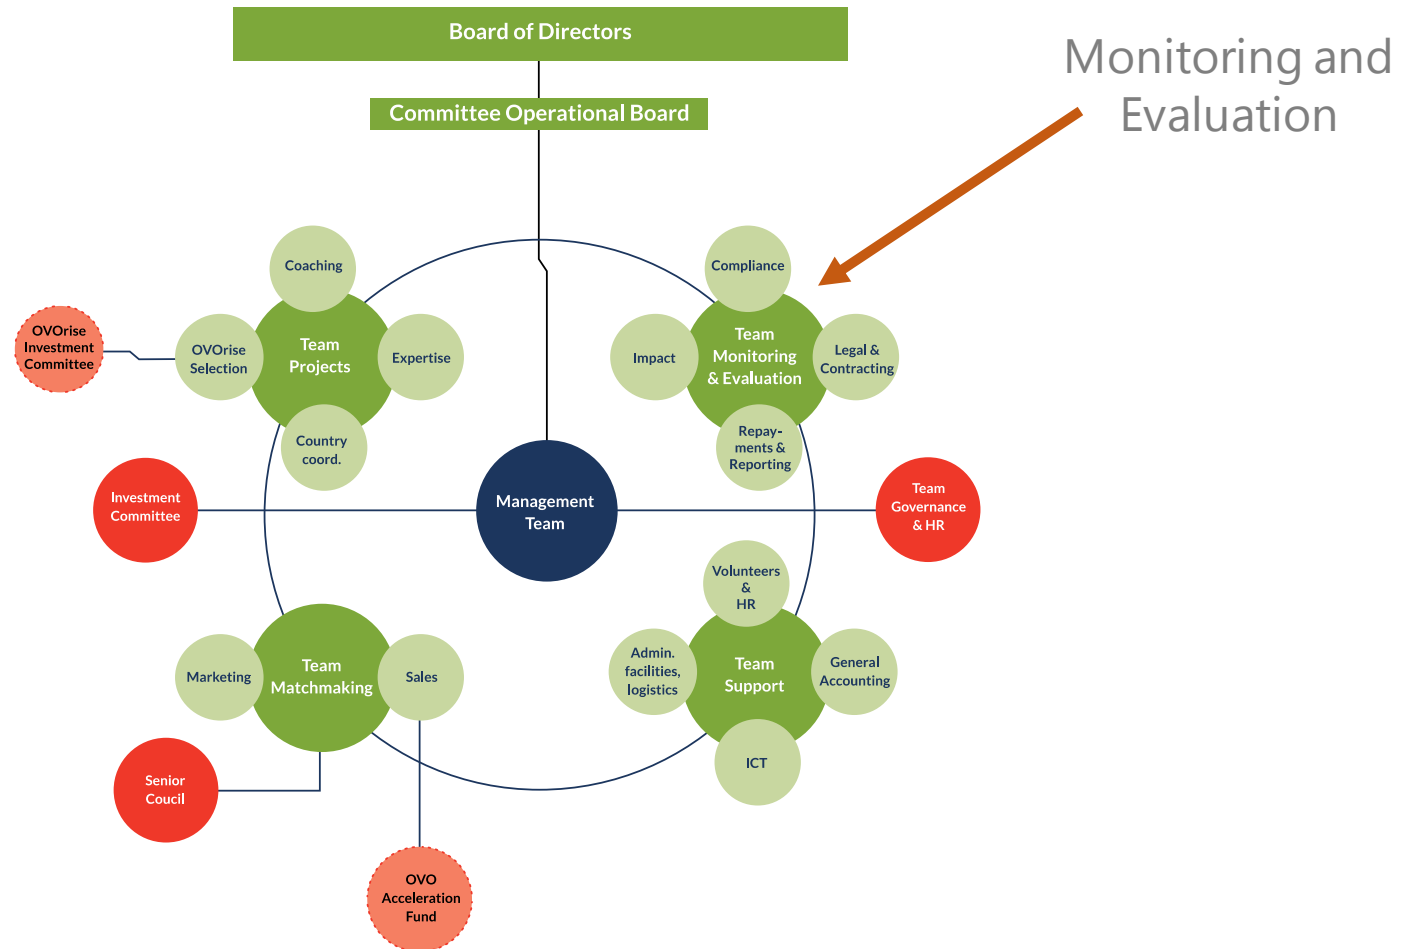 Board of Directors
Monitoring and
Evaluation
Committee Operational Board
Coaching
OVOrise
Selection
Team
Projects
Expertise
Country
coord.
OVOrise
Investment
Committee
Compliance
Impact
Team
Monitoring
& Evaluation
Legal &
Contracting
Repay-
ments &
Reporting
Investment
Committee
Management
Team
Team
Governance
& HR
Marketing
Team
Matchmaking
Sales
Volunteers
&
HR
Admin.
facilities,
logistics
Team
Support
General
Accounting
ICT
Senior
Coucil
OVO
Acceleration
Fund